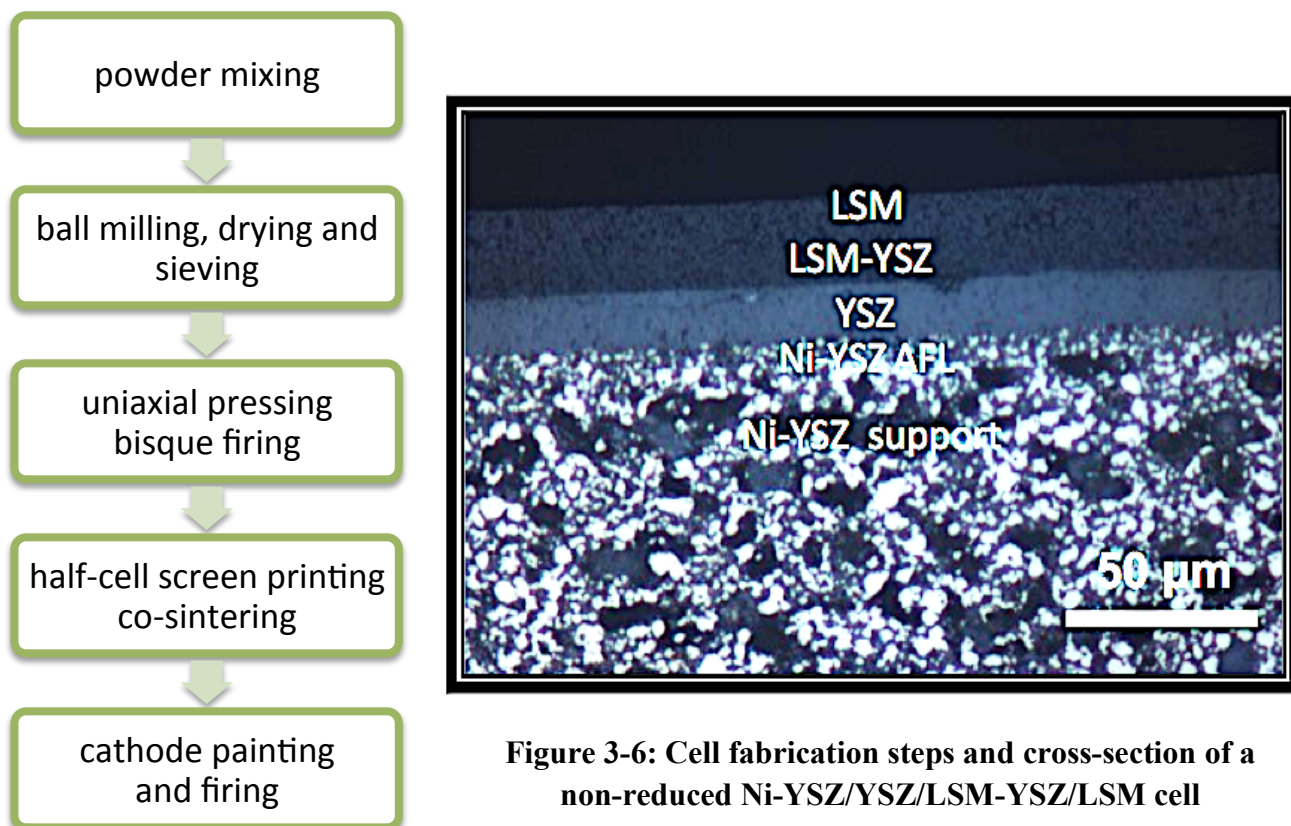 powder mixing
ball milling, drying and
sieving
uniaxial pressing
bisque firing
half-cell screen printing
co-sintering
cathode painting
and firing
LSM
LSM-YSZ
YSZ
Ni-YSZ AFL
Ni-YSZ support
50 µm
Figure 3-6: Cell fabrication steps and cross-section of a
non-reduced Ni-YSZ/YSZ/LSM-YSZ/LSM cell